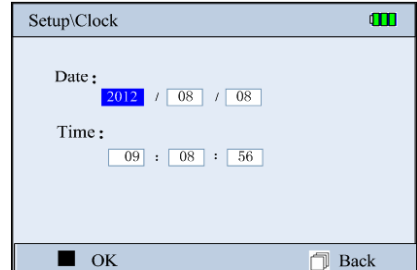 Setup\Clock
Date:
2012 / 08 / 08
Time:
09 : 08 : 56
OK Back